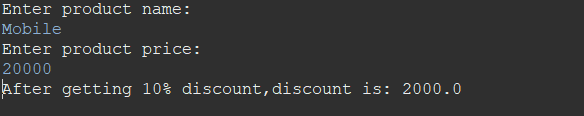 Enter product name:
Mobile
Enter product price:
20000
After getting 10% discount,discount is: 2000.0